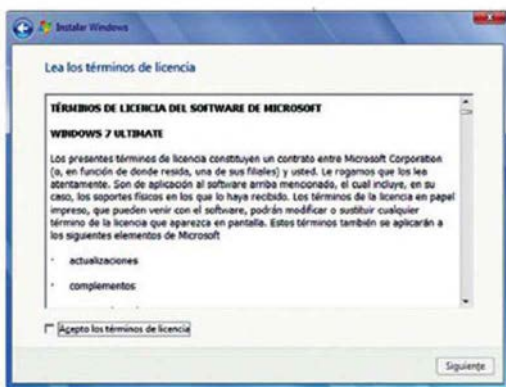 Instalar Windows
Lea los términos de licencia
TÉRMINOS DE LICENCIA DEL SOFTWARE DE MICROSOFT
WINDOWS 7 ULTIMATE
Los presentes términos de licencia constituyen un contrato entre Microsoft Corporation
(o, en función de donde resida, una de sus filiales) y usted. Le rogamos que los lea
atentamente. Son de aplicación al software arriba mencionado, el cual incluye, en su
caso, los soportes físicos en los que lo haya recibido. Los términos de la licencia en papel
impreso, que pueden venir con el software, podrán modificar o sustituir cualquier
término de la licencia que aparezca en pantalla. Estos términos también se aplicarán a
los siguientes elementos de Microsoft
· actualizaciones
· complementos
Acepto los términos de licencia
Siguiente